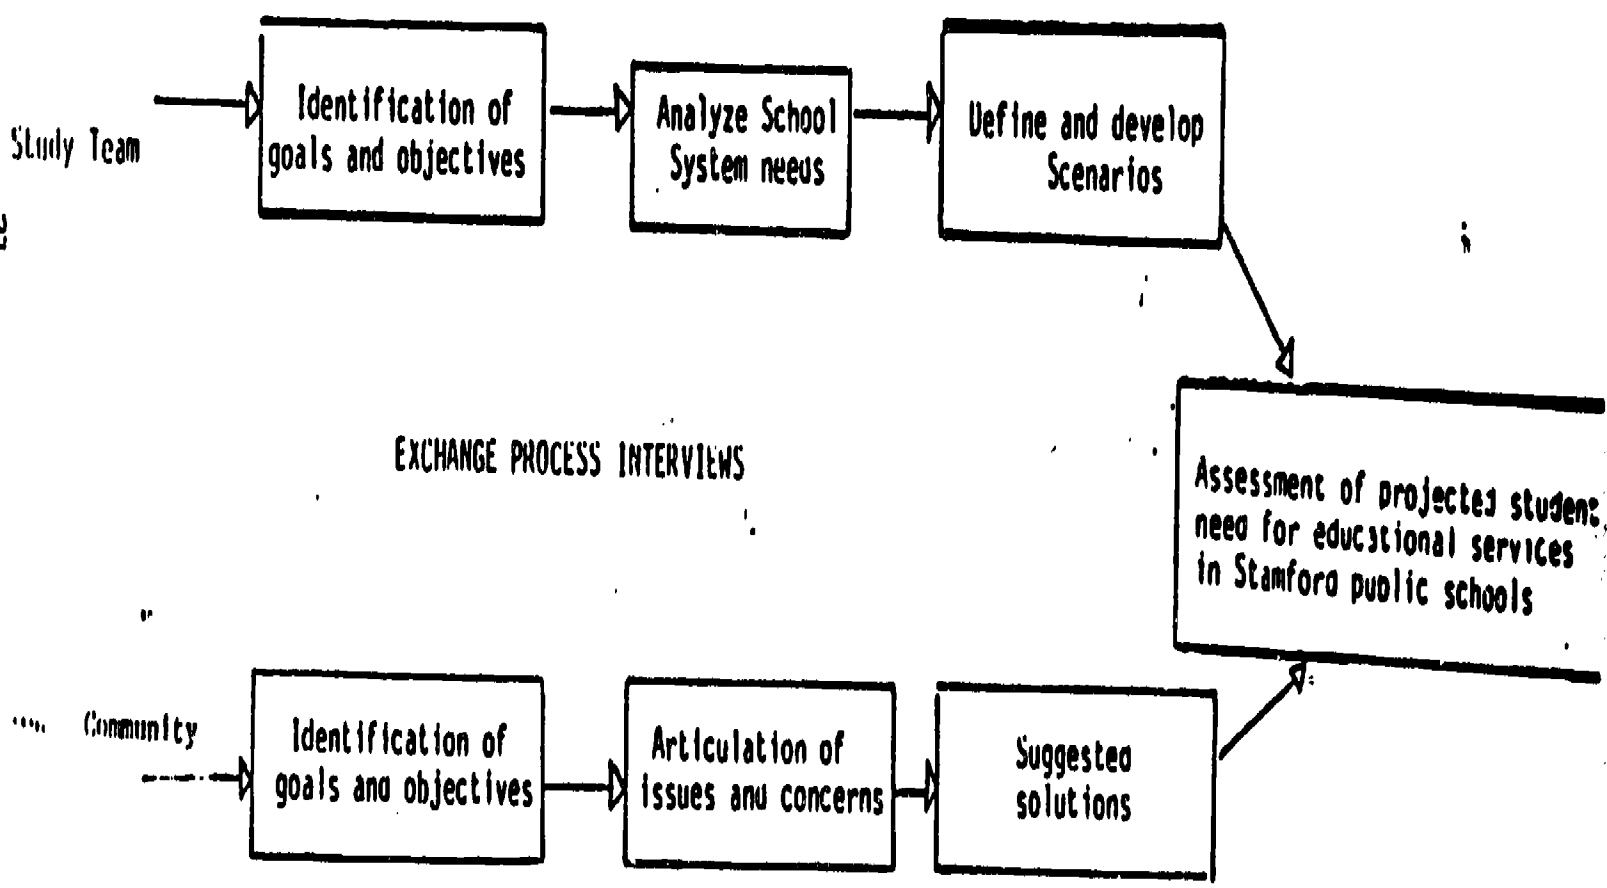 Study Team
Identification of
goals and objectives
Analyze School
System needs
Define and develop
Scenarios
EXCHANGE PROCESS INTERVIEWS
Assessment of projected student
need for educational services
in Stamford public schools
Community
Identification of
goals and objectives
Articulation of
issues and concerns
Suggested
solutions